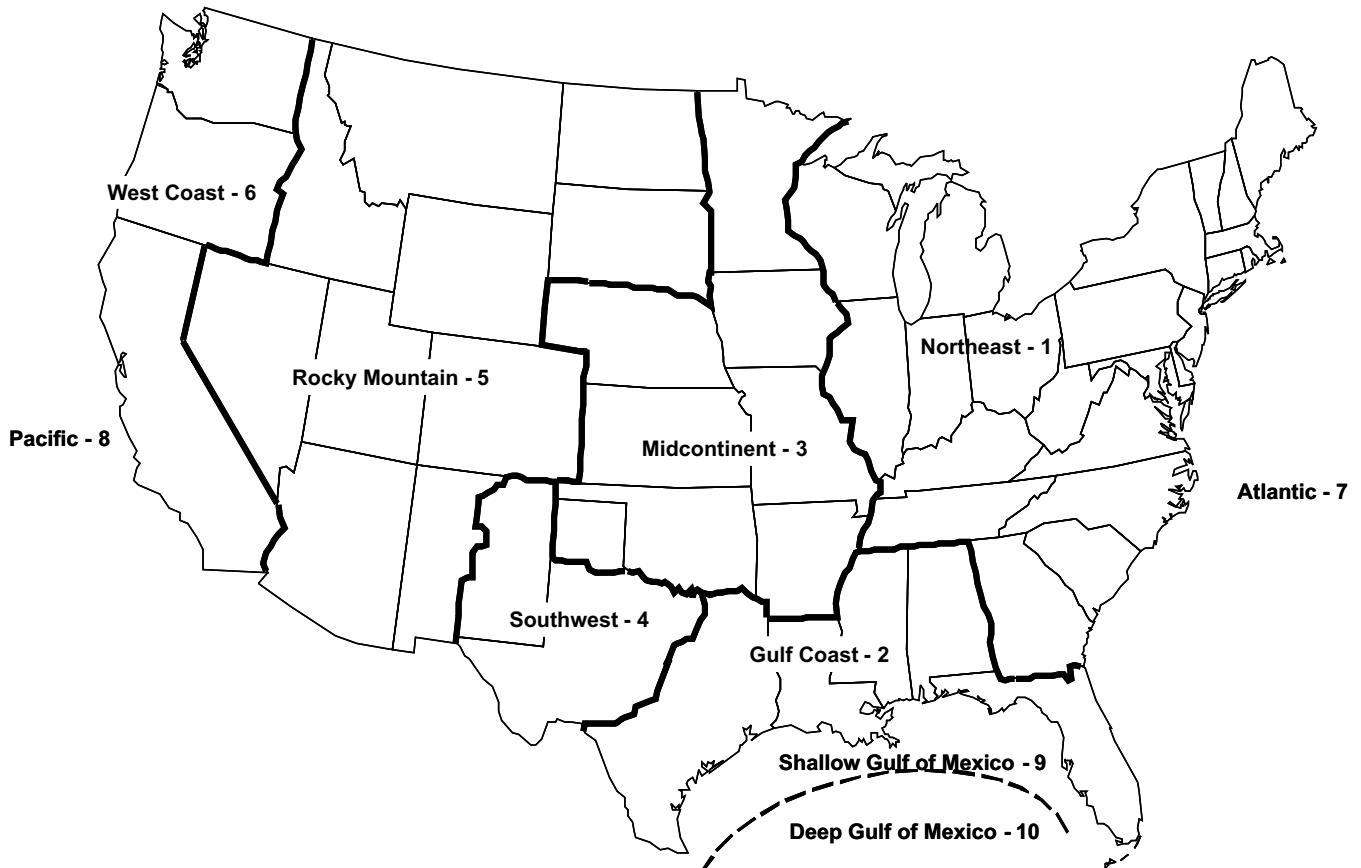 West Coast - 6
Northeast - 1
Rocky Mountain - 5
Pacific - 8
Midcontinent - 3
Atlantic - 7
Southwest - 4
Gulf Coast - 2
Shallow Gulf of Mexico - 9
Deep Gulf of Mexico - 10